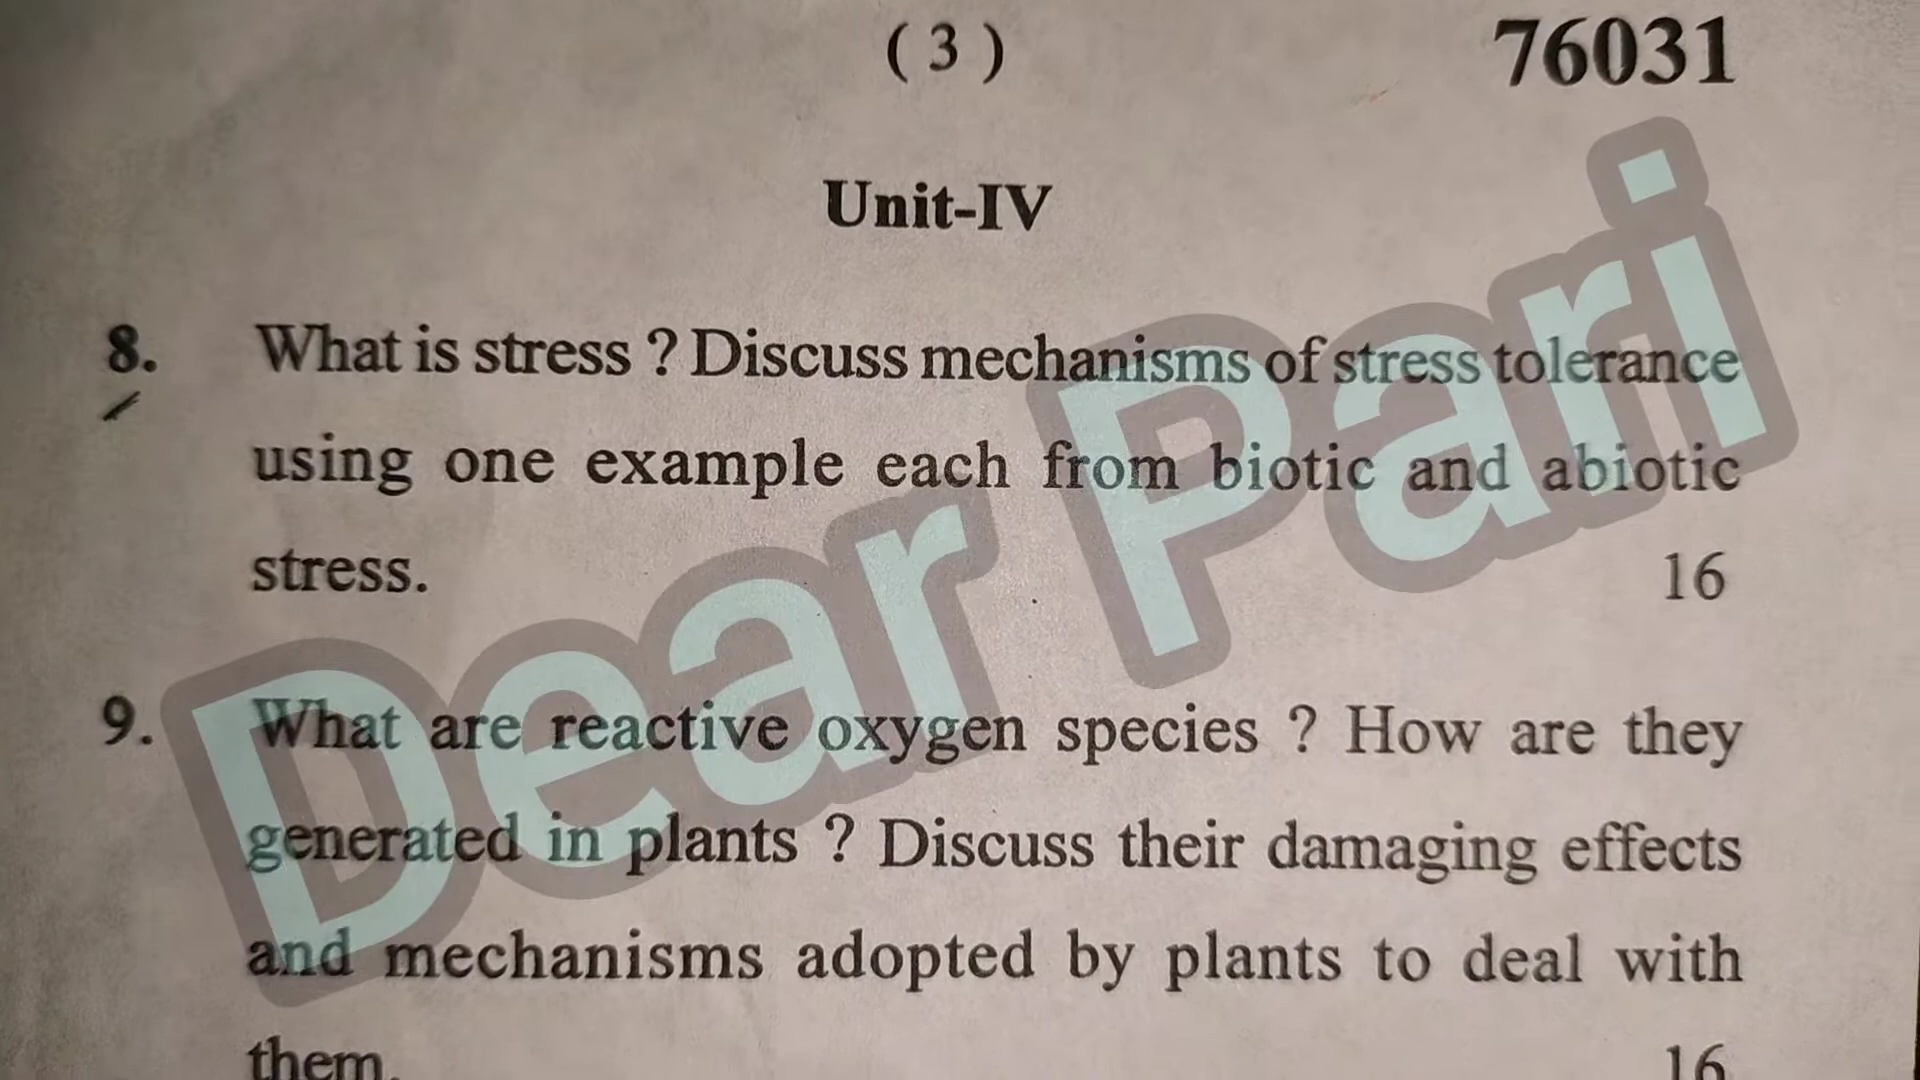 ( 3 )
76031
Unit-IV
8. What is stress ? Discuss mechanisms of stress tolerance
using one example each from biotic and abiotic
stress. 16
9. What are reactive oxygen species ? How are they
generated in plants ? Discuss their damaging effects
and mechanisms adopted by plants to deal with
them. 16
Dear Pari